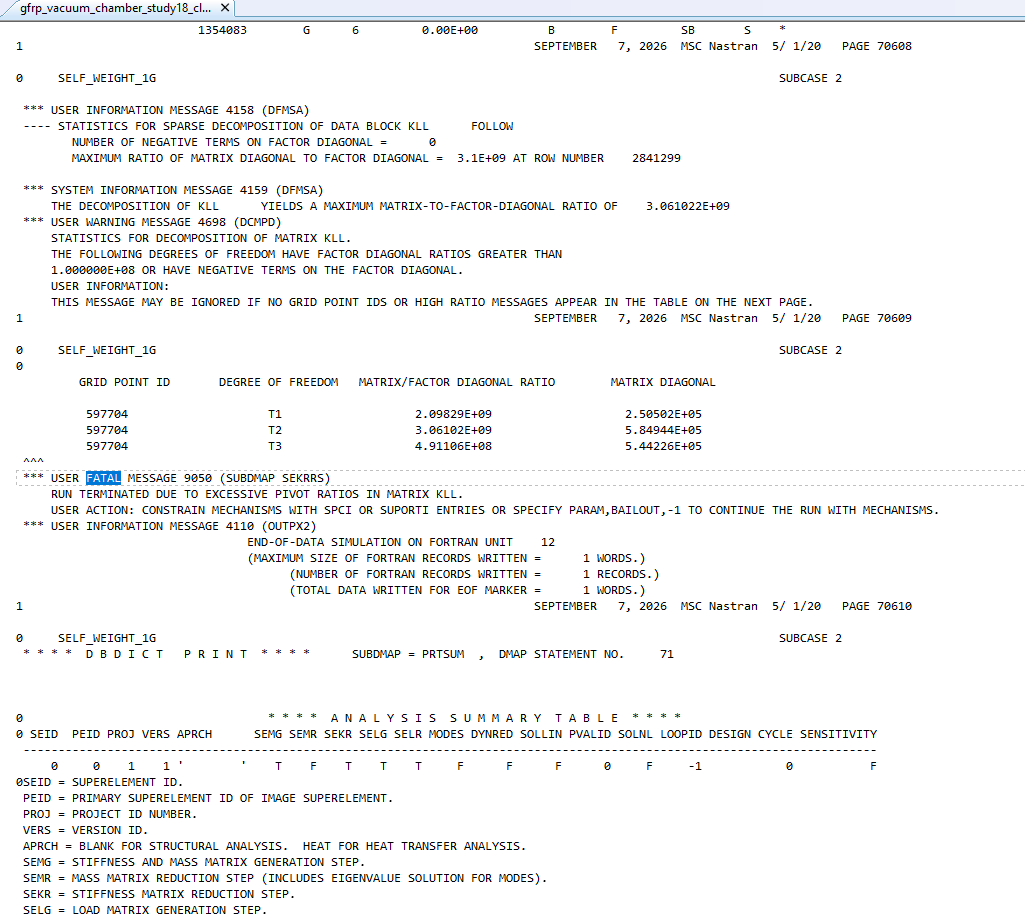 gfrp_vacuum_chamber_study18_cl... ✕
1354083 G 6 0.00E+00 B F SB S *
1 SEPTEMBER 7, 2026 MSC Nastran 5/ 1/20 PAGE 70608
0 SELF_WEIGHT_1G SUBCASE 2
*** USER INFORMATION MESSAGE 4158 (DFMSA)
---- STATISTICS FOR SPARSE DECOMPOSITION OF DATA BLOCK KLL FOLLOW
NUMBER OF NEGATIVE TERMS ON FACTOR DIAGONAL = 0
MAXIMUM RATIO OF MATRIX DIAGONAL TO FACTOR DIAGONAL = 3.1E+09 AT ROW NUMBER 2841299
*** SYSTEM INFORMATION MESSAGE 4159 (DFMSA)
THE DECOMPOSITION OF KLL YIELDS A MAXIMUM MATRIX-TO-FACTOR-DIAGONAL RATIO OF 3.061022E+09
*** USER WARNING MESSAGE 4698 (DCMPD)
STATISTICS FOR DECOMPOSITION OF MATRIX KLL.
THE FOLLOWING DEGREES OF FREEDOM HAVE FACTOR DIAGONAL RATIOS GREATER THAN
1.000000E+08 OR HAVE NEGATIVE TERMS ON THE FACTOR DIAGONAL.
USER INFORMATION:
THIS MESSAGE MAY BE IGNORED IF NO GRID POINT IDS OR HIGH RATIO MESSAGES APPEAR IN THE TABLE ON THE NEXT PAGE.
1 SEPTEMBER 7, 2026 MSC Nastran 5/ 1/20 PAGE 70609
0 SELF_WEIGHT_1G SUBCASE 2
0
GRID POINT ID DEGREE OF FREEDOM MATRIX/FACTOR DIAGONAL RATIO MATRIX DIAGONAL
597704 T1 2.09829E+09 2.50502E+05
597704 T2 3.06102E+09 5.84944E+05
597704 T3 4.91106E+08 5.44226E+05
^^^
*** USER FATAL MESSAGE 9050 (SUBDMAP SEKRRS)
RUN TERMINATED DUE TO EXCESSIVE PIVOT RATIOS IN MATRIX KLL.
USER ACTION: CONSTRAIN MECHANISMS WITH SPCI OR SUPORTI ENTRIES OR SPECIFY PARAM,BAILOUT,-1 TO CONTINUE THE RUN WITH MECHANISMS.
*** USER INFORMATION MESSAGE 4110 (OUTPX2)
END-OF-DATA SIMULATION ON FORTRAN UNIT 12
(MAXIMUM SIZE OF FORTRAN RECORDS WRITTEN = 1 WORDS.)
(NUMBER OF FORTRAN RECORDS WRITTEN = 1 RECORDS.)
(TOTAL DATA WRITTEN FOR EOF MARKER = 1 WORDS.)
1 SEPTEMBER 7, 2026 MSC Nastran 5/ 1/20 PAGE 70610
0 SELF_WEIGHT_1G SUBCASE 2
* * * * D B D I C T P R I N T * * * * SUBDMAP = PRTSUM , DMAP STATEMENT NO. 71
0 * * * * A N A L Y S I S S U M M A R Y T A B L E * * * *
0 SEID PEID PROJ VERS APRCH SEMG SEMR SEKR SELG SELR MODES DYNRED SOLLIN PVALID SOLNL LOOPID DESIGN CYCLE SENSITIVITY
--------------------------------------------------------------------------------------------------------------------------
0 0 1 1 ' ' T F T T T F F F 0 F -1 0 F
0SEID = SUPERELEMENT ID.
PEID = PRIMARY SUPERELEMENT ID OF IMAGE SUPERELEMENT.
PROJ = PROJECT ID NUMBER.
VERS = VERSION ID.
APRCH = BLANK FOR STRUCTURAL ANALYSIS. HEAT FOR HEAT TRANSFER ANALYSIS.
SEMG = STIFFNESS AND MASS MATRIX GENERATION STEP.
SEMR = MASS MATRIX REDUCTION STEP (INCLUDES EIGENVALUE SOLUTION FOR MODES).
SEKR = STIFFNESS MATRIX REDUCTION STEP.
SELG = LOAD MATRIX GENERATION STEP.